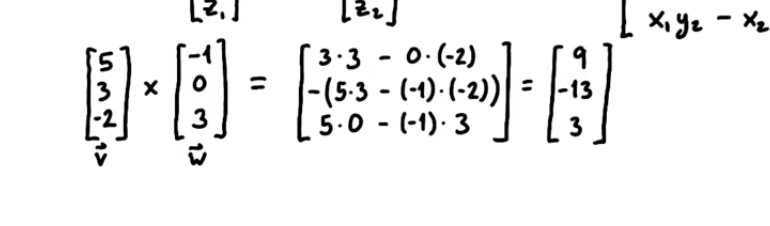 [z₁] [z₂] [ x₁y₂ − x₂
[5 3 -2] × [-1 0 3] = [3·3 − 0·(-2) -(5·3 − (-1)·(-2)) 5·0 − (-1)·3] = [9 -13 3]
v⃗ w⃗